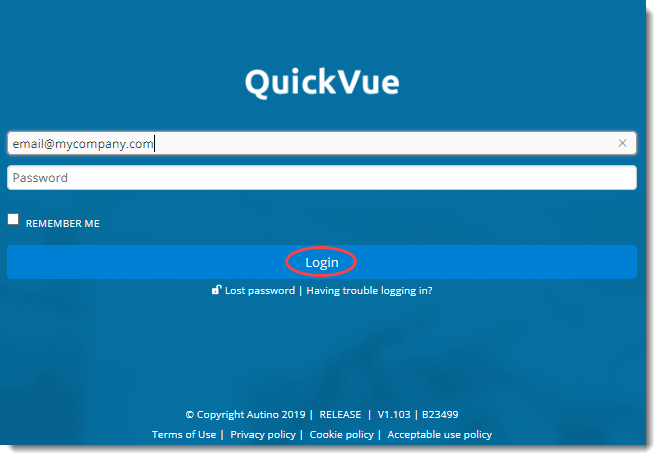 QuickVue
email@mycompany.com
Password
REMEMBER ME
Login
Lost password | Having trouble logging in?
© Copyright Autino 2019 | RELEASE | V1.103 | B23499
Terms of Use | Privacy policy | Cookie policy | Acceptable use policy